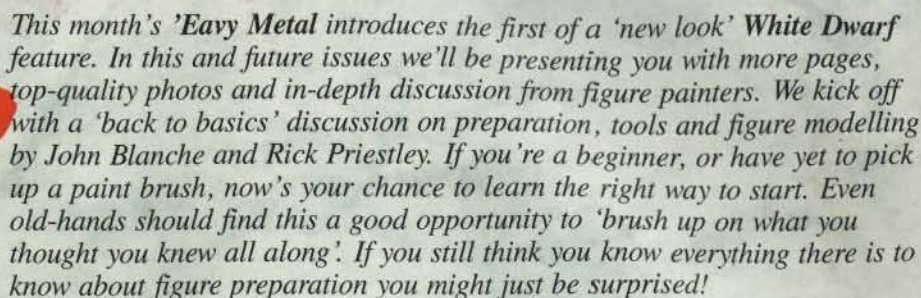 This month's 'Eavy Metal introduces the first of a 'new look' White Dwarf
feature. In this and future issues we'll be presenting you with more pages,
top-quality photos and in-depth discussion from figure painters. We kick off
with a 'back to basics' discussion on preparation, tools and figure modelling
by John Blanche and Rick Priestley. If you're a beginner, or have yet to pick
up a paint brush, now's your chance to learn the right way to start. Even
old-hands should find this a good opportunity to 'brush up on what you
thought you knew all along'. If you still think you know everything there is to
know about figure preparation you might just be surprised!